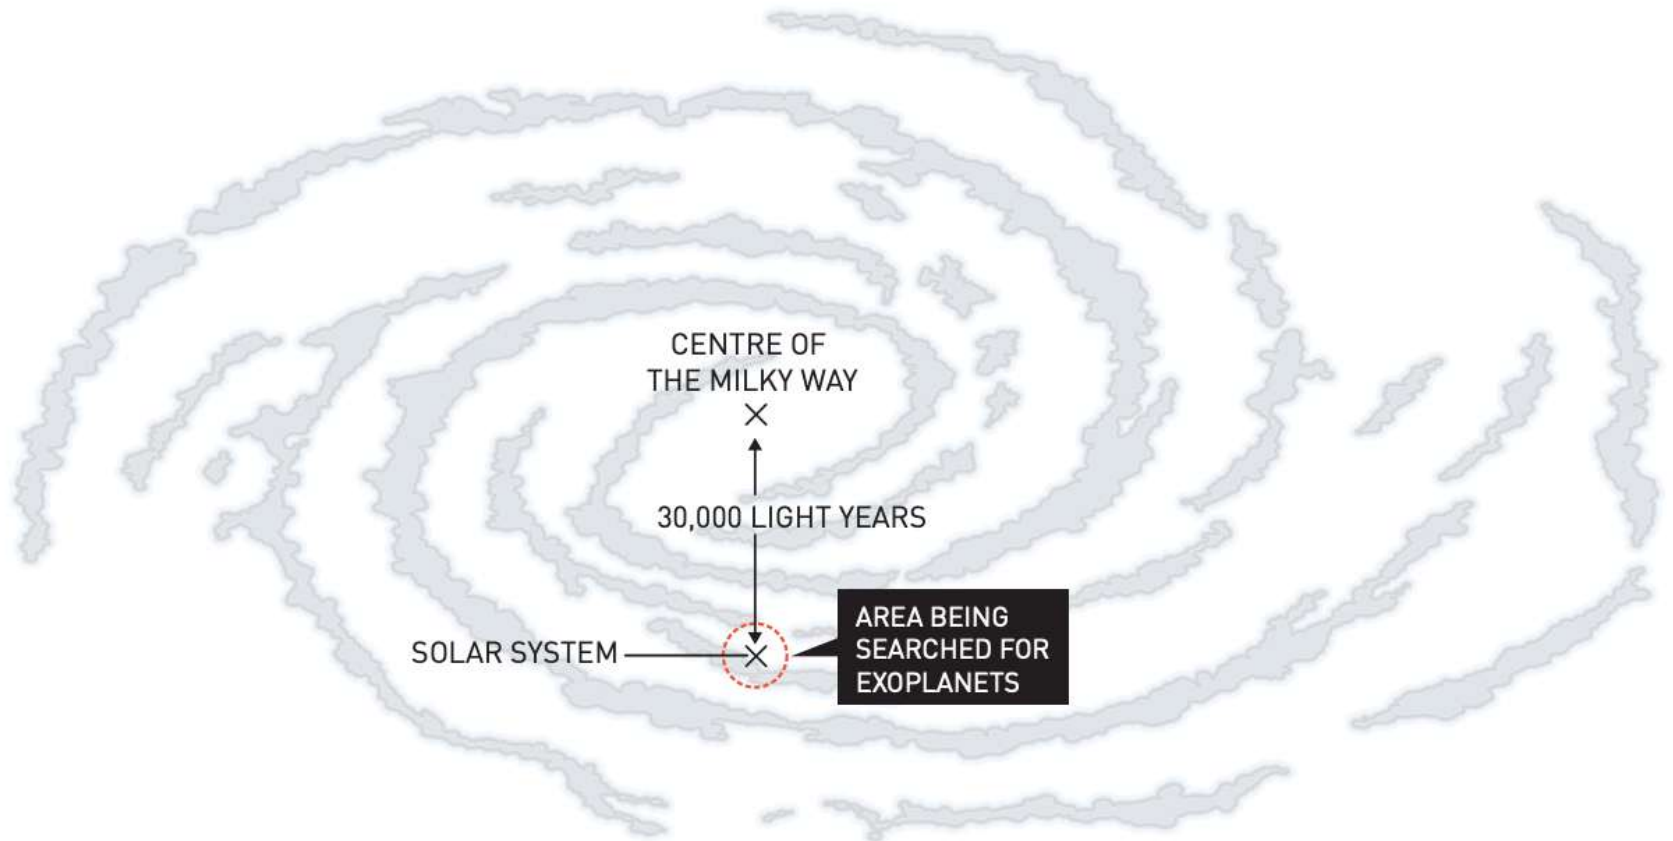 CENTRE OF
THE MILKY WAY
30,000 LIGHT YEARS
SOLAR SYSTEM
AREA BEING
SEARCHED FOR
EXOPLANETS